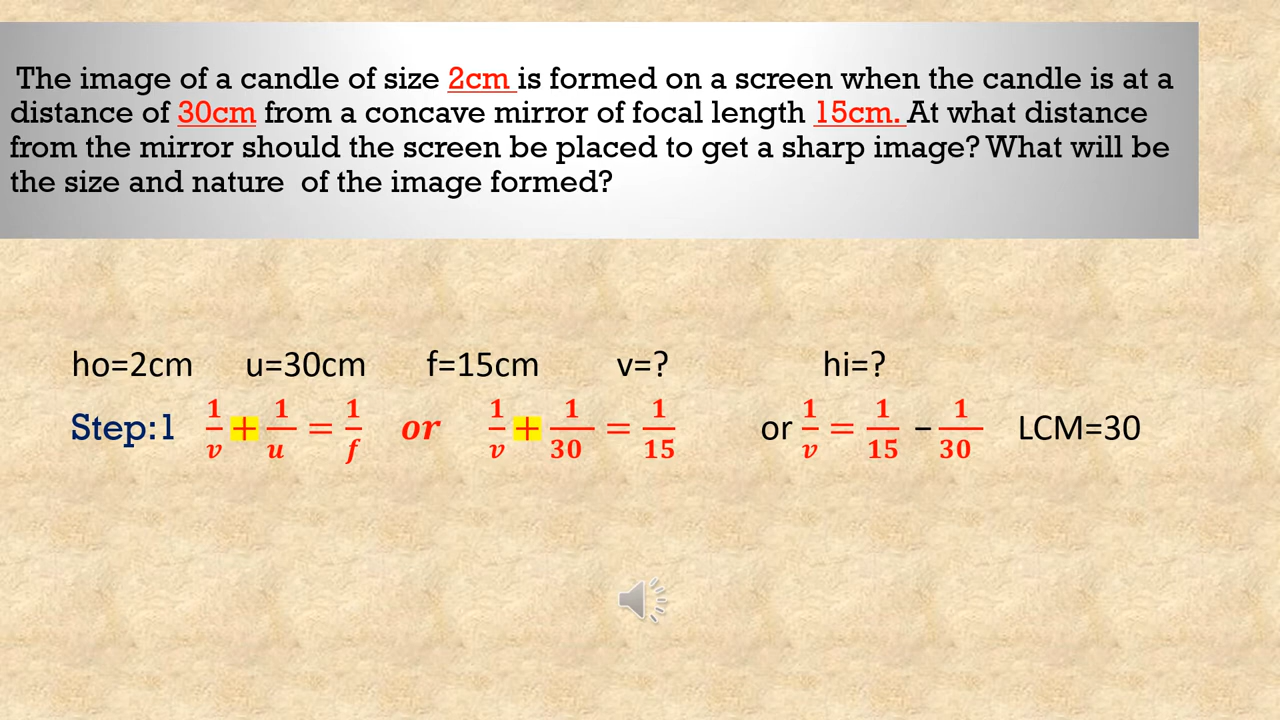 The image of a candle of size 2cm is formed on a screen when the candle is at a
distance of 30cm from a concave mirror of focal length 15cm. At what distance
from the mirror should the screen be placed to get a sharp image? What will be
the size and nature of the image formed?
ho=2cm u=30cm f=15cm v=? hi=?
Step:1 1/v + 1/u = 1/f or 1/v + 1/30 = 1/15 or 1/v = 1/15 − 1/30 LCM=30